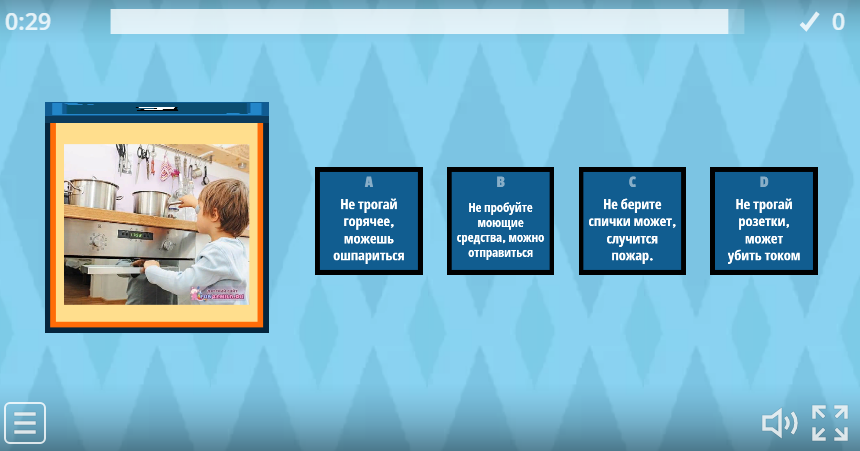 0:29
0
A
Не трогай
горячее,
можешь
ошпариться
B
Не пробуйте
моющие
средства, можно
отправиться
C
Не берите
спички может,
случится
пожар.
D
Не трогай
розетки,
может
убить током